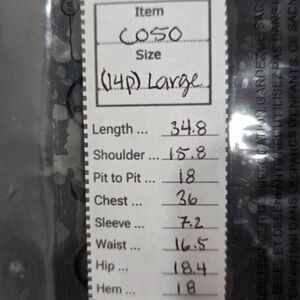 Item
COSO
Size
(14p) Large
Length ... 34.8
Shoulder ... 15.8
Pit to Pit ... 18
Chest ... 36
Sleeve ... 7.2
Waist ... 16.5
Hip ... 18.4
Hem ... 18